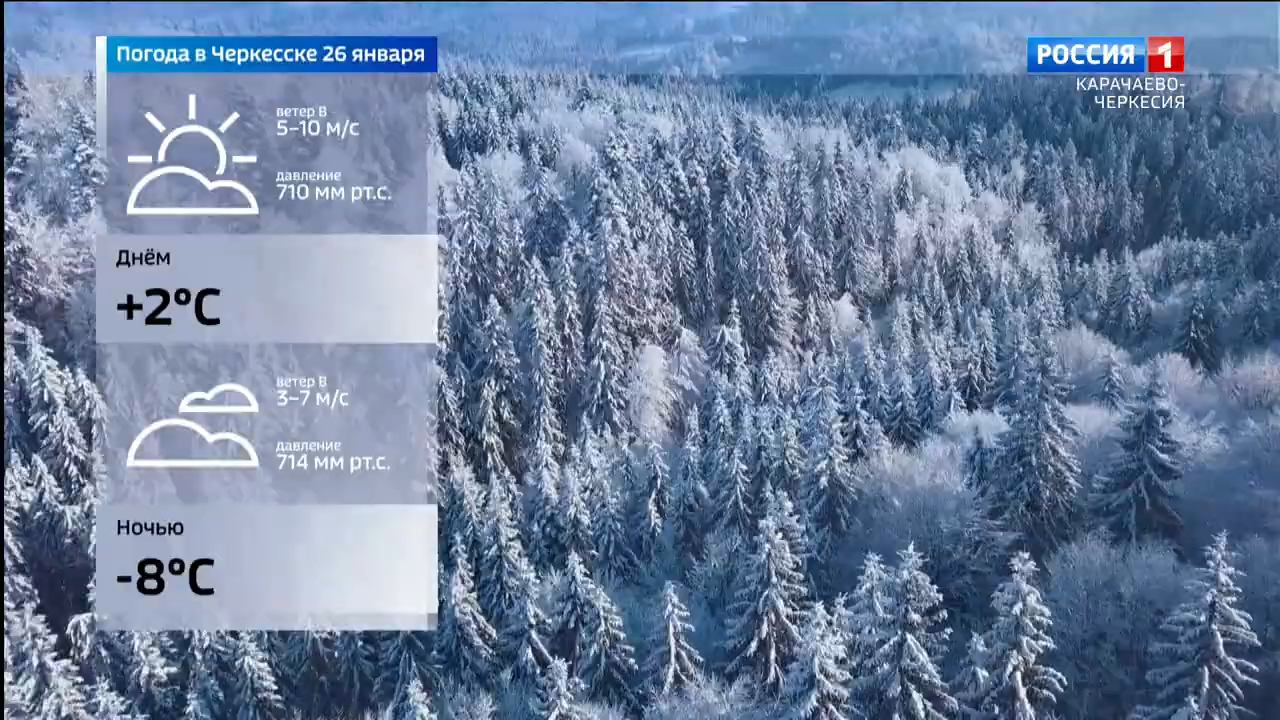 Погода в Черкесске 26 января
РОССИЯ 1
КАРАЧАЕВО-
ЧЕРКЕСИЯ
ветер В
5-10 м/с
давление
710 мм рт.с.
Днём
+2°C
ветер В
3-7 м/с
давление
714 мм рт.с.
Ночью
-8°C